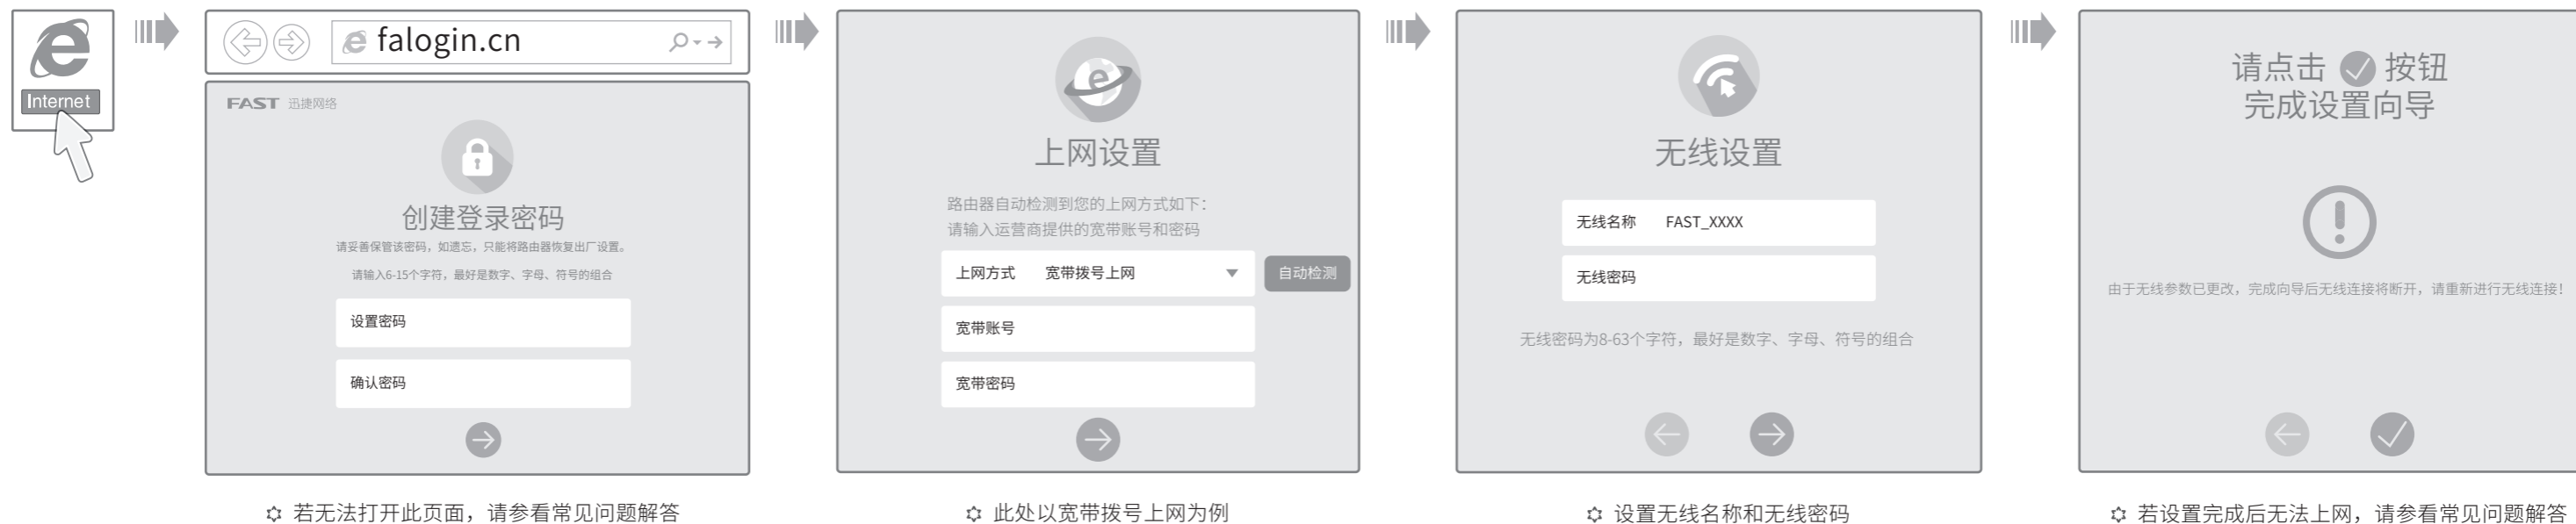 Internet
falogin.cn
FAST 迅捷网络
创建登录密码
请妥善保管该密码，如遗忘，只能将路由器恢复出厂设置。
请输入6-15个字符，最好是数字、字母、符号的组合
设置密码
确认密码
✩ 若无法打开此页面，请参看常见问题解答
上网设置
路由器自动检测到您的上网方式如下：
请输入运营商提供的宽带账号和密码
上网方式 宽带拨号上网 自动检测
宽带账号
宽带密码
✩ 此处以宽带拨号上网为例
无线设置
无线名称 FAST_XXXX
无线密码
无线密码为8-63个字符，最好是数字、字母、符号的组合
✩ 设置无线名称和无线密码
请点击 按钮
完成设置向导
由于无线参数已更改，完成向导后无线连接将断开，请重新进行无线连接！
✩ 若设置完成后无法上网，请参看常见问题解答